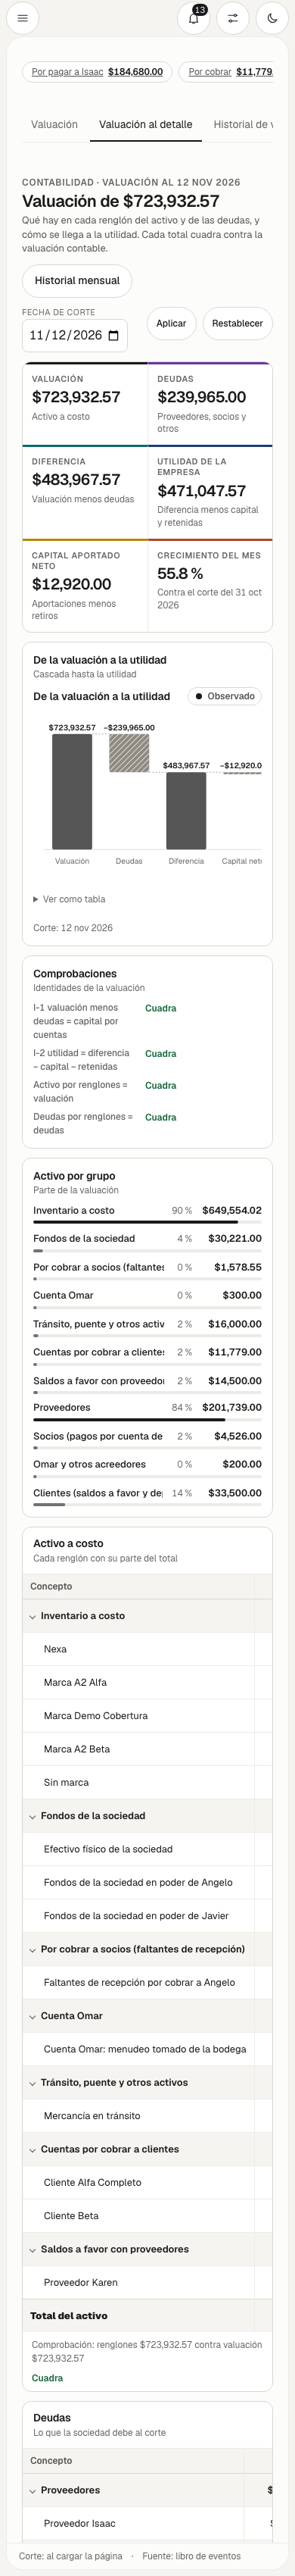 13
Por pagar a Isaac $184,680.00
Por cobrar $11,779.
Valuación
Valuación al detalle
Historial de v
CONTABILIDAD · VALUACIÓN AL 12 NOV 2026
Valuación de $723,932.57
Qué hay en cada renglón del activo y de las deudas, y
cómo se llega a la utilidad. Cada total cuadra contra la
valuación contable.
Historial mensual
FECHA DE CORTE
11/12/2026
Aplicar
Restablecer
VALUACIÓN
$723,932.57
Activo a costo
DEUDAS
$239,965.00
Proveedores, socios y
otros
DIFERENCIA
$483,967.57
Valuación menos deudas
UTILIDAD DE LA
EMPRESA
$471,047.57
Diferencia menos capital
y retenidas
CAPITAL APORTADO
NETO
$12,920.00
Aportaciones menos
retiros
CRECIMIENTO DEL MES
55.8 %
Contra el corte del 31 oct
2026
De la valuación a la utilidad
Cascada hasta la utilidad
De la valuación a la utilidad
Observado
$723,932.57
−$239,965.00
$483,967.57
−$12,920.0
Valuación
Deudas
Diferencia
Capital neto
Ver como tabla
Corte: 12 nov 2026
Comprobaciones
Identidades de la valuación
I-1 valuación menos
deudas = capital por
cuentas
Cuadra
I-2 utilidad = diferencia
− capital − retenidas
Cuadra
Activo por renglones =
valuación
Cuadra
Deudas por renglones =
deudas
Cuadra
Activo por grupo
Parte de la valuación
Inventario a costo 90 % $649,554.02
Fondos de la sociedad 4 % $30,221.00
Por cobrar a socios (faltantes 0 % $1,578.55
Cuenta Omar 0 % $300.00
Tránsito, puente y otros activ 2 % $16,000.00
Cuentas por cobrar a clientes 2 % $11,779.00
Saldos a favor con proveedor 2 % $14,500.00
Proveedores 84 % $201,739.00
Socios (pagos por cuenta de 2 % $4,526.00
Omar y otros acreedores 0 % $200.00
Clientes (saldos a favor y dep 14 % $33,500.00
Activo a costo
Cada renglón con su parte del total
Concepto
Inventario a costo
Nexa
Marca A2 Alfa
Marca Demo Cobertura
Marca A2 Beta
Sin marca
Fondos de la sociedad
Efectivo físico de la sociedad
Fondos de la sociedad en poder de Angelo
Fondos de la sociedad en poder de Javier
Por cobrar a socios (faltantes de recepción)
Faltantes de recepción por cobrar a Angelo
Cuenta Omar
Cuenta Omar: menudeo tomado de la bodega
Tránsito, puente y otros activos
Mercancía en tránsito
Cuentas por cobrar a clientes
Cliente Alfa Completo
Cliente Beta
Saldos a favor con proveedores
Proveedor Karen
Total del activo
Comprobación: renglones $723,932.57 contra valuación
$723,932.57
Cuadra
Deudas
Lo que la sociedad debe al corte
Concepto
Proveedores $
Proveedor Isaac
Corte: al cargar la página · Fuente: libro de eventos